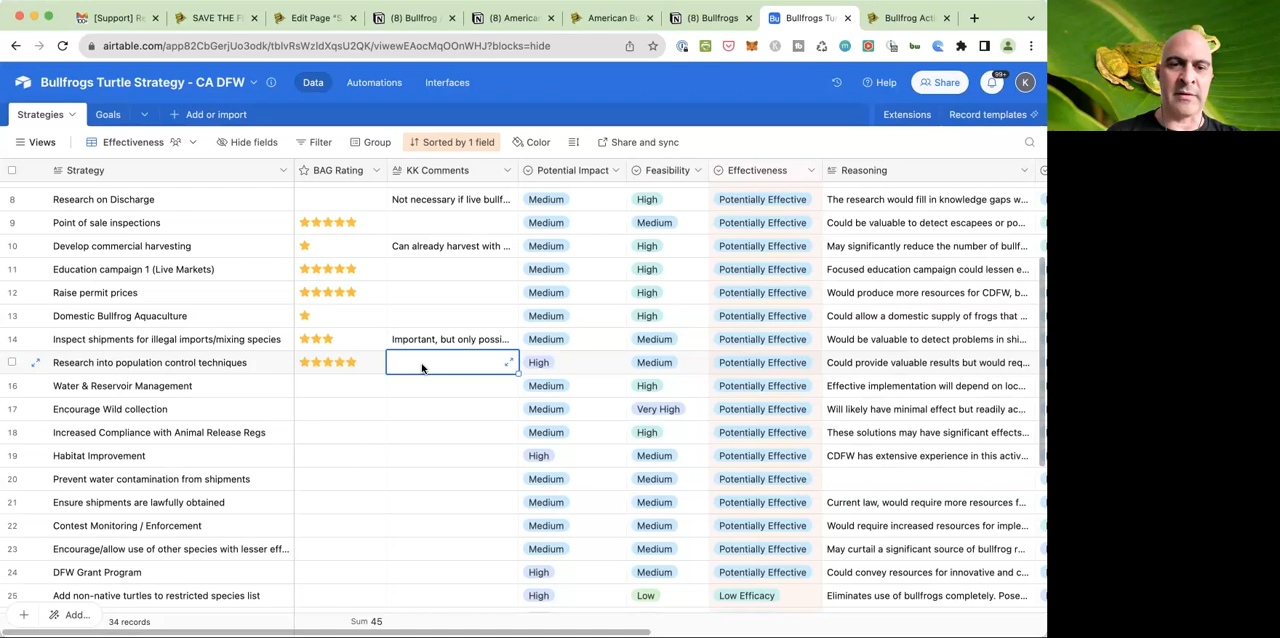 [Support] R
SAVE THE F
Edit Page "S
(8) Bullfrog
(8) American
American Bu
(8) Bullfrogs
Bullfrogs Tu
Bullfrog Acti
airtable.com/app82CbGerjUo3odk/tblvRsWzIdXqsU2QK/viwewEAocMqOOnWHJ?blocks=hide
Bullfrogs Turtle Strategy - CA DFW
Data
Automations
Interfaces
Help
Share
99+
K
Strategies
Goals
Add or import
Extensions
Record templates
Views
Effectiveness
Hide fields
Filter
Group
Sorted by 1 field
Color
Share and sync
Strategy BAG Rating KK Comments Potential Impact Feasibility Effectiveness Reasoning
8 Research on Discharge Not necessary if live bullf... Medium High Potentially Effective The research would fill in knowledge gaps w...
9 Point of sale inspections Medium Medium Potentially Effective Could be valuable to detect escapees or po...
10 Develop commercial harvesting Can already harvest with ... Medium High Potentially Effective May significantly reduce the number of bullf...
11 Education campaign 1 (Live Markets) Medium High Potentially Effective Focused education campaign could lessen e...
12 Raise permit prices Medium High Potentially Effective Would produce more resources for CDFW, b...
13 Domestic Bullfrog Aquaculture Medium High Potentially Effective Could allow a domestic supply of frogs that ...
14 Inspect shipments for illegal imports/mixing species Important, but only possi... Medium Medium Potentially Effective Would be valuable to detect problems in shi...
Research into population control techniques High Medium Potentially Effective Could provide valuable results but would req...
16 Water & Reservoir Management Medium High Potentially Effective Effective implementation will depend on loc...
17 Encourage Wild collection Medium Very High Potentially Effective Will likely have minimal effect but readily ac...
18 Increased Compliance with Animal Release Regs Medium High Potentially Effective These solutions may have significant effects...
19 Habitat Improvement High Medium Potentially Effective CDFW has extensive experience in this activ...
20 Prevent water contamination from shipments Medium Medium Potentially Effective
21 Ensure shipments are lawfully obtained Medium Medium Potentially Effective Current law, would require more resources f...
22 Contest Monitoring / Enforcement Medium Medium Potentially Effective Would require increased resources for imple...
23 Encourage/allow use of other species with lesser eff... Medium Medium Potentially Effective May curtail a significant source of bullfrog r...
24 DFW Grant Program High Medium Potentially Effective Could convey resources for innovative and c...
25 Add non-native turtles to restricted species list High Low Low Efficacy Eliminates use of bullfrogs completely. Pose...
Add...
34 records
Sum 45